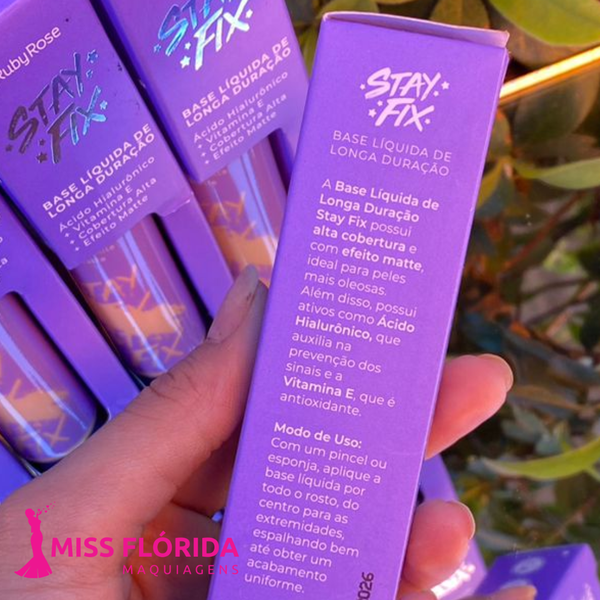 RubyRose
STAY
FIX
BASE LÍQUIDA DE
LONGA DURAÇÃO
Ácido Hialurônico
+ Vitamina E
+ Cobertura Alta
+ Efeito Matte
STAY
FIX
FIX
BASE LÍQUIDA DE
LONGA DURAÇÃO
Ácido Hialurônico
+ Vitamina E
+ Cobertura Alta
+ Efeito Matte
STAY
FIX
STAY
FIX
BASE LÍQUIDA DE
LONGA DURAÇÃO
A Base Líquida de
Longa Duração
Stay Fix possui
alta cobertura e
com efeito matte,
ideal para peles
mais oleosas.
Além disso, possui
ativos como Ácido
Hialurônico, que
auxilia na
prevenção dos
sinais e a
Vitamina E, que é
antioxidante.
Modo de Uso:
Com um pincel ou
esponja, aplique a
base líquida por
todo o rosto, do
centro para as
extremidades,
espalhando bem
até obter um
acabamento
uniforme.
2026
MISS FLÓRIDA
MAQUIAGENS